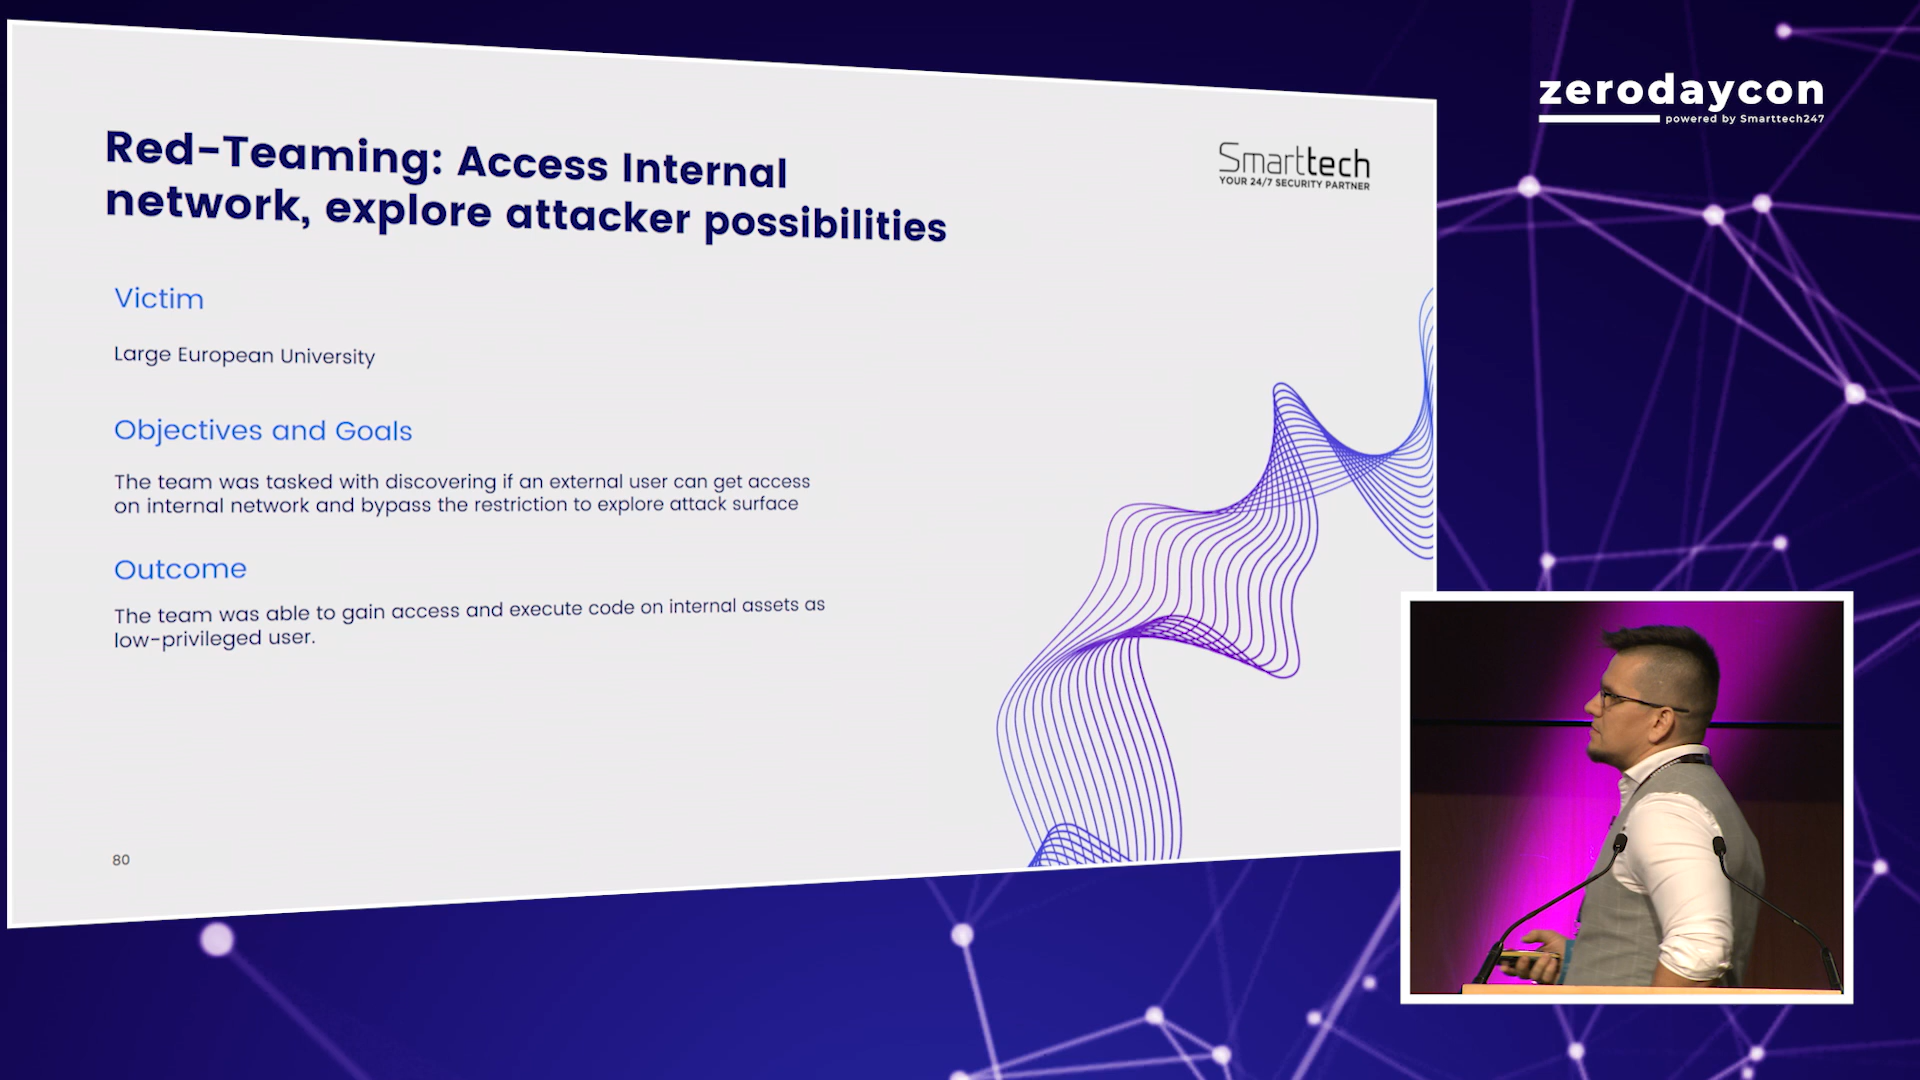 Red-Teaming: Access Internal
network, explore attacker possibilities
Smarttech
YOUR 24/7 SECURITY PARTNER
zerodaycon
powered by Smarttech247
Victim
Large European University
Objectives and Goals
The team was tasked with discovering if an external user can get access
on internal network and bypass the restriction to explore attack surface
Outcome
The team was able to gain access and execute code on internal assets as
low-privileged user.
80